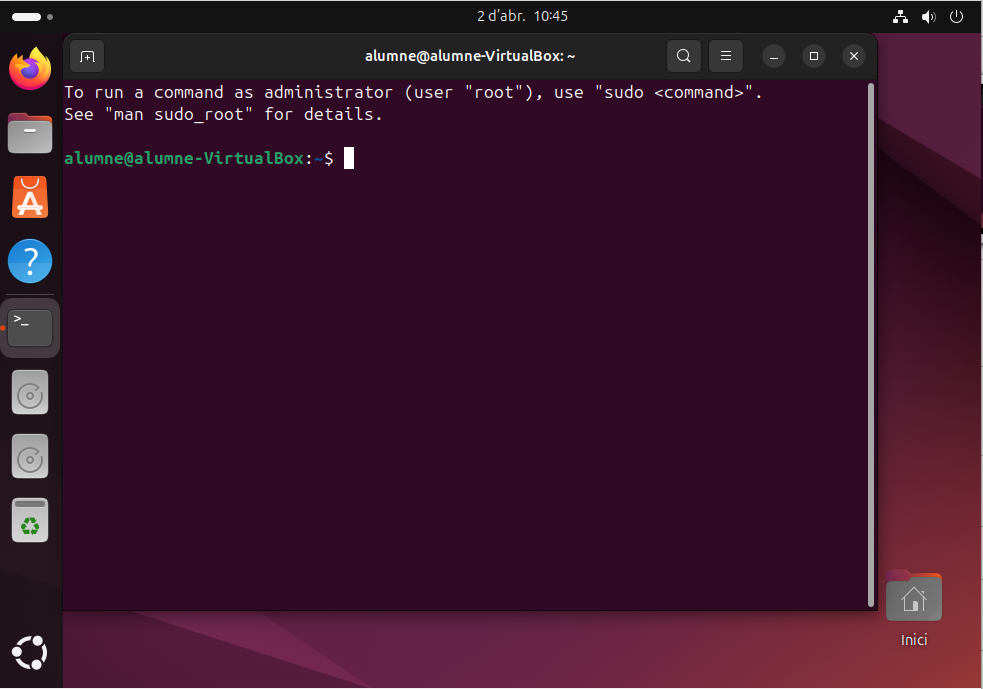 2 d’abr. 10:45
alumne@alumne-VirtualBox: ~
To run a command as administrator (user "root"), use "sudo <command>".
See "man sudo_root" for details.
alumne@alumne-VirtualBox:~$
>_
?
Inici